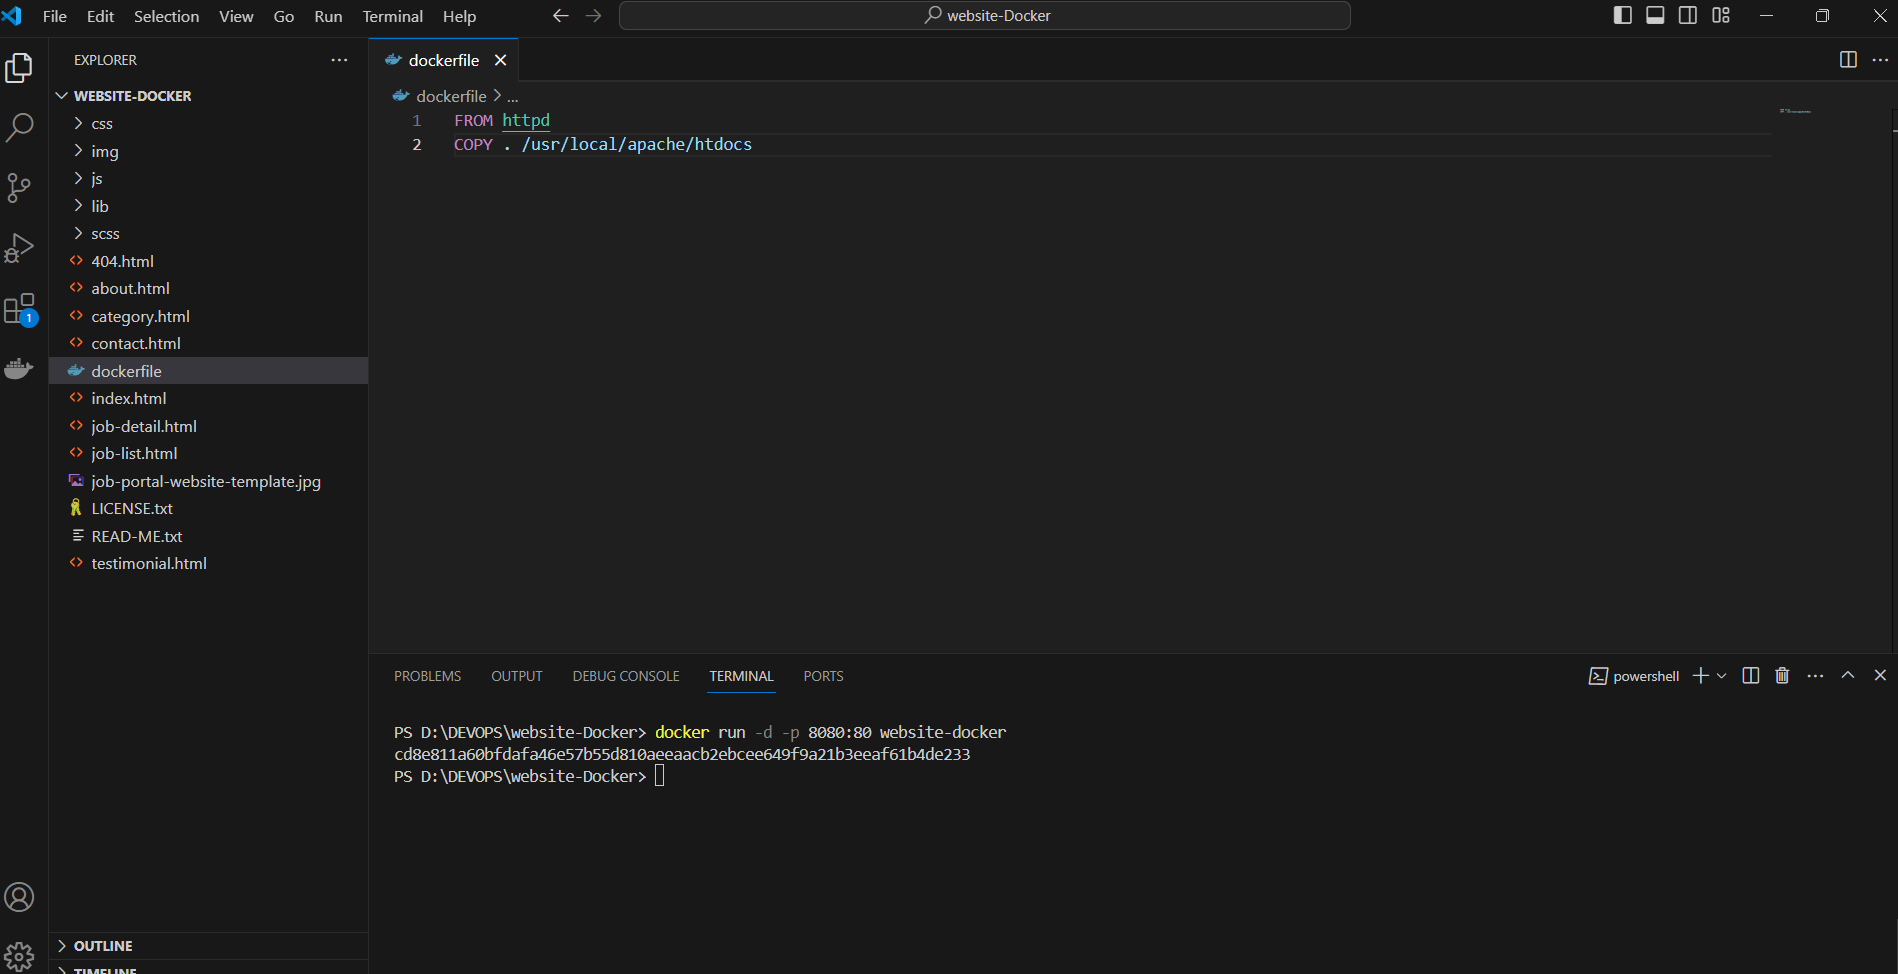 File Edit Selection View Go Run Terminal Help
website-Docker
EXPLORER
WEBSITE-DOCKER
css
img
js
lib
scss
404.html
about.html
category.html
contact.html
dockerfile
index.html
job-detail.html
job-list.html
job-portal-website-template.jpg
LICENSE.txt
READ-ME.txt
testimonial.html
OUTLINE
TIMELINE
1
dockerfile
dockerfile > ...
1 FROM httpd
2 COPY . /usr/local/apache/htdocs
PROBLEMS OUTPUT DEBUG CONSOLE TERMINAL PORTS
powershell
PS D:\DEVOPS\website-Docker> docker run -d -p 8080:80 website-docker
cd8e811a60bfdafa46e57b55d810aeeaacb2ebcee649f9a21b3eeaf61b4de233
PS D:\DEVOPS\website-Docker>